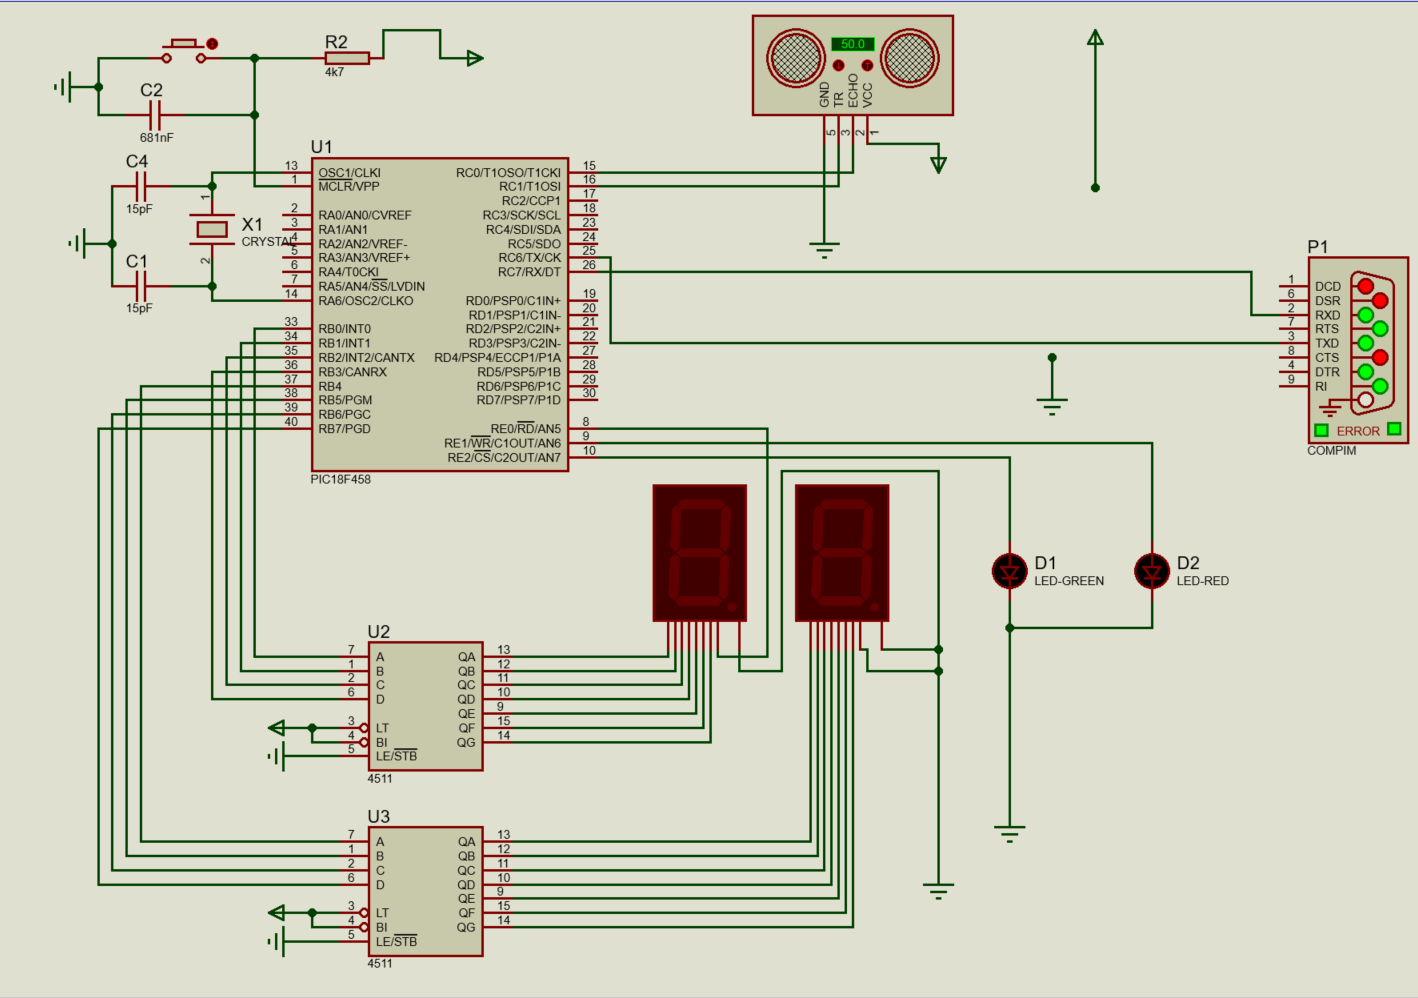 R2
4k7
C2
681nF
C4
15pF
X1
CRYSTAL
1
2
C1
15pF
50.0
GND
TR
ECHO
VCC
5
3
2
1
U1
13 OSC1/CLKI
1 MCLR/VPP
2 RA0/AN0/CVREF
3 RA1/AN1
4 RA2/AN2/VREF-
5 RA3/AN3/VREF+
6 RA4/T0CKI
7 RA5/AN4/SS/LVDIN
14 RA6/OSC2/CLKO
33 RB0/INT0
34 RB1/INT1
35 RB2/INT2/CANTX
36 RB3/CANRX
37 RB4
38 RB5/PGM
39 RB6/PGC
40 RB7/PGD
RC0/T1OSO/T1CKI 15
RC1/T1OSI 16
RC2/CCP1 17
RC3/SCK/SCL 18
RC4/SDI/SDA 23
RC5/SDO 24
RC6/TX/CK 25
RC7/RX/DT 26
RD0/PSP0/C1IN+ 19
RD1/PSP1/C1IN- 20
RD2/PSP2/C2IN+ 21
RD3/PSP3/C2IN- 22
RD4/PSP4/ECCP1/P1A 27
RD5/PSP5/P1B 28
RD6/PSP6/P1C 29
RD7/PSP7/P1D 30
RE0/RD/AN5 8
RE1/WR/C1OUT/AN6 9
RE2/CS/C2OUT/AN7 10
PIC18F458
P1
1 DCD
6 DSR
2 RXD
7 RTS
3 TXD
8 CTS
4 DTR
9 RI
ERROR
COMPIM
D1
LED-GREEN
D2
LED-RED
U2
7 A
1 B
2 C
6 D
3 LT
4 BI
5 LE/STB
QA 13
QB 12
QC 11
QD 10
QE 9
QF 15
QG 14
4511
U3
7 A
1 B
2 C
6 D
3 LT
4 BI
5 LE/STB
QA 13
QB 12
QC 11
QD 10
QE 9
QF 15
QG 14
4511